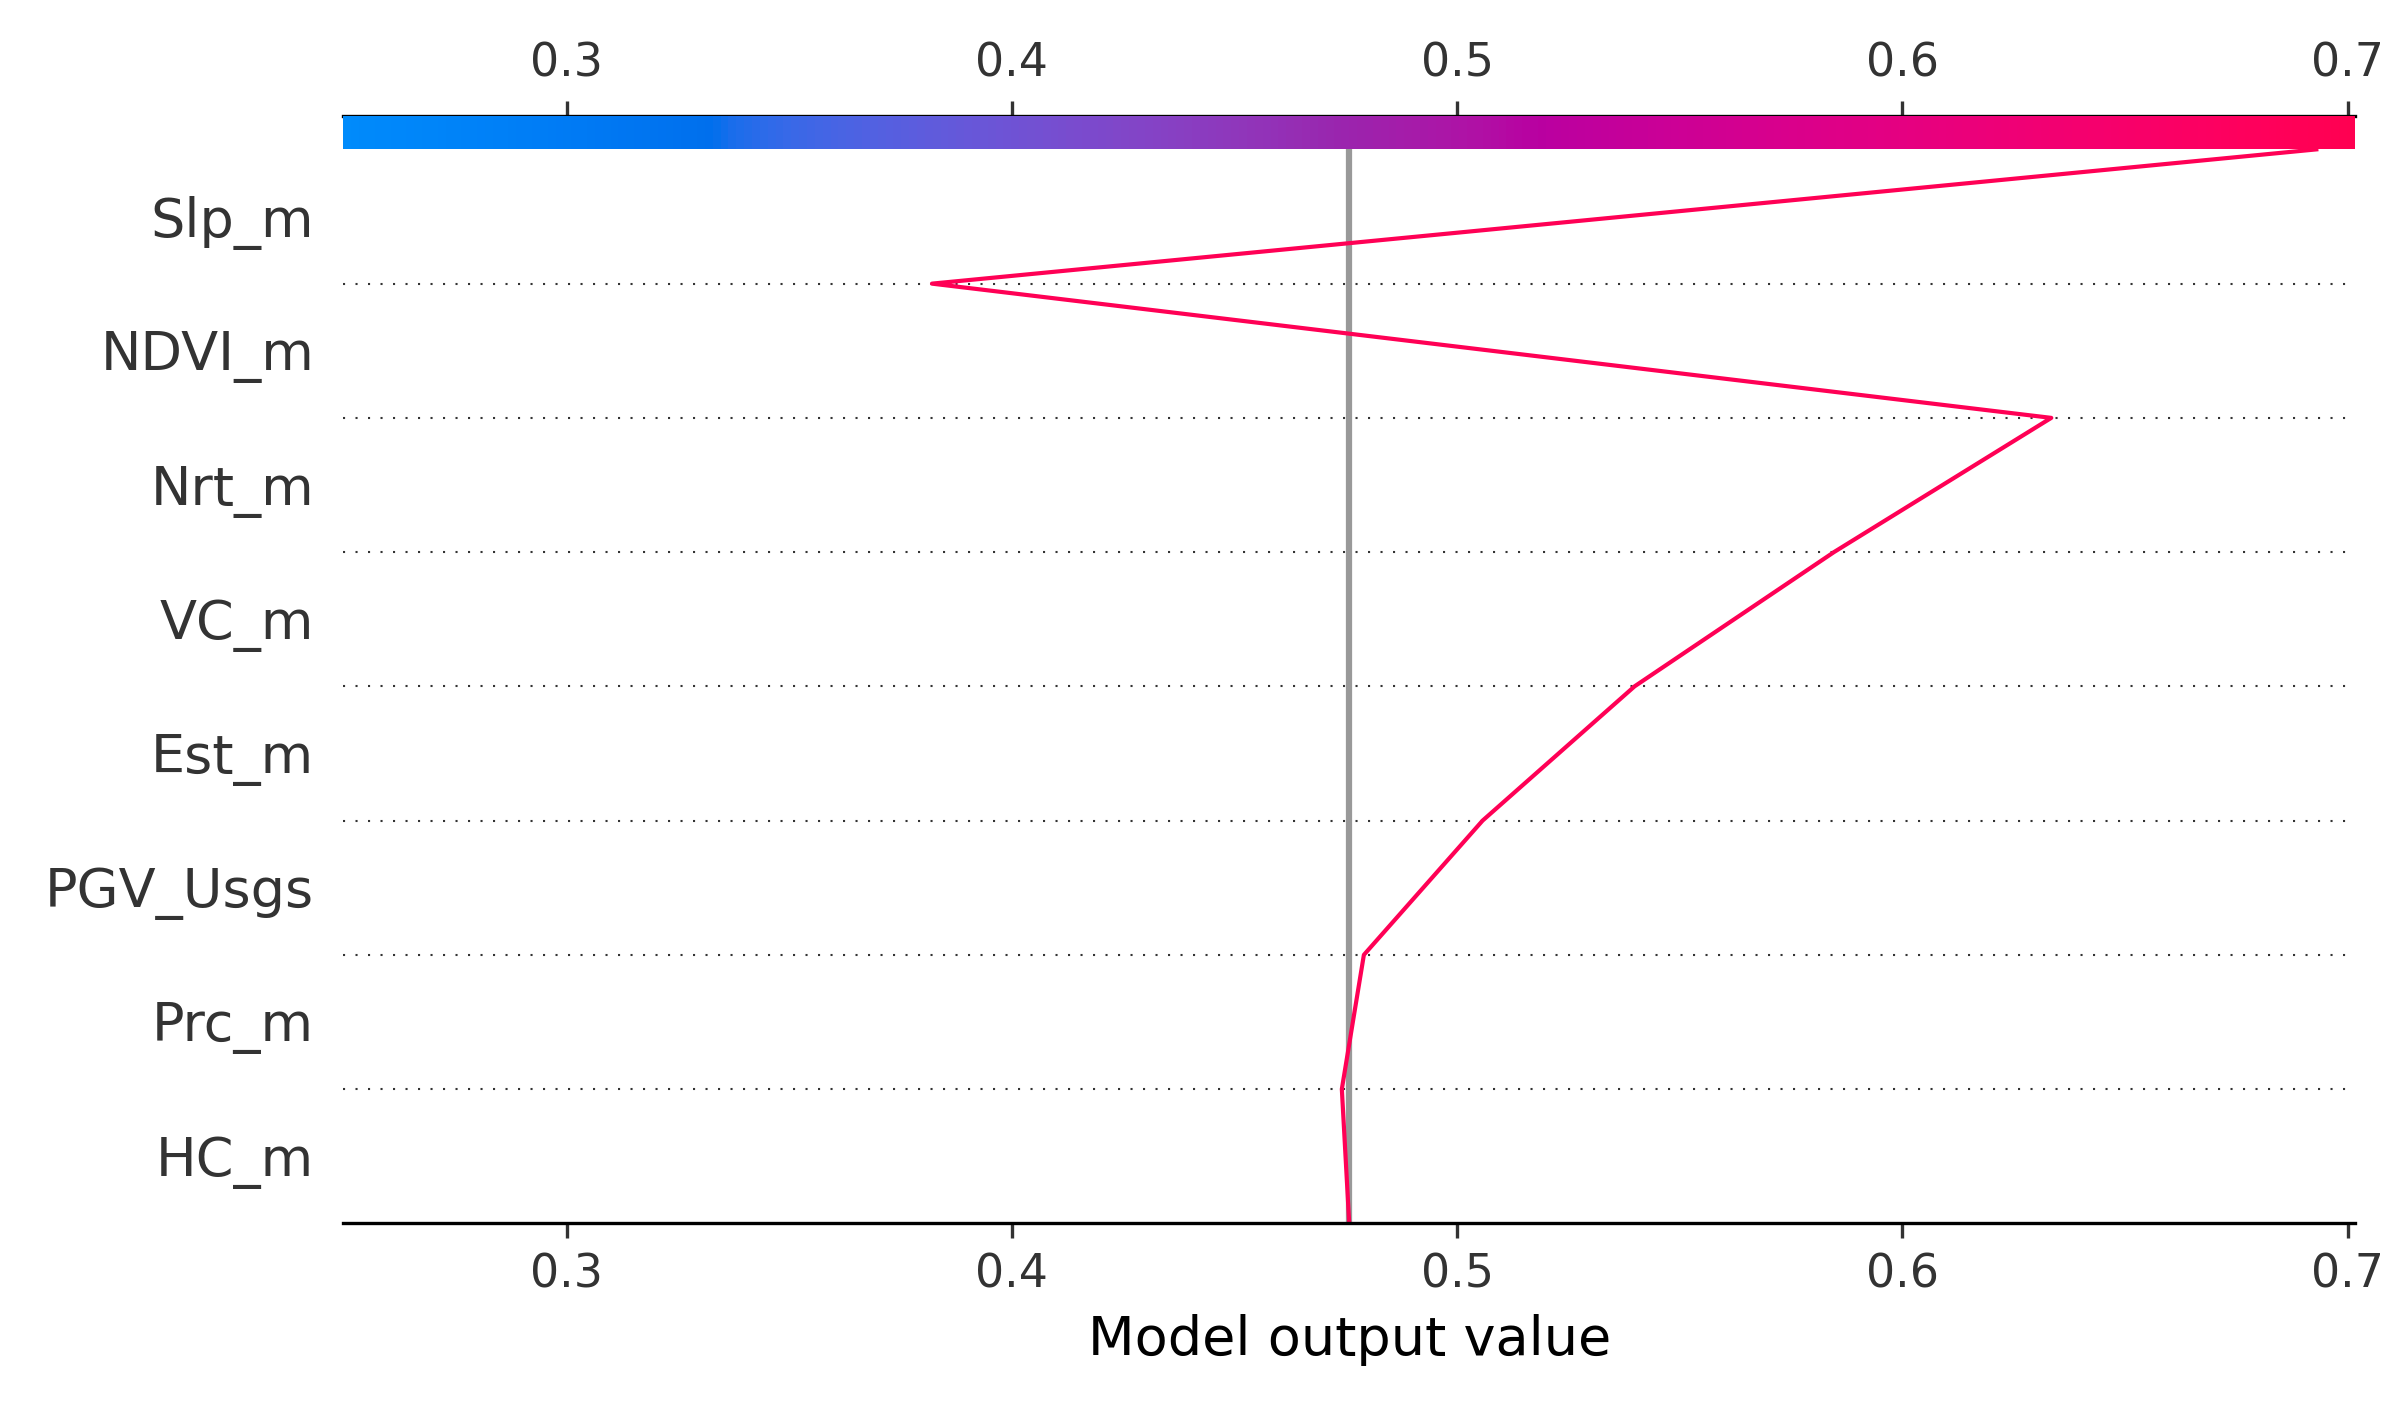 0.3 0.4 0.5 0.6 0.7
Slp_m
NDVI_m
Nrt_m
VC_m
Est_m
PGV_Usgs
Prc_m
HC_m
0.3 0.4 0.5 0.6 0.7
Model output value